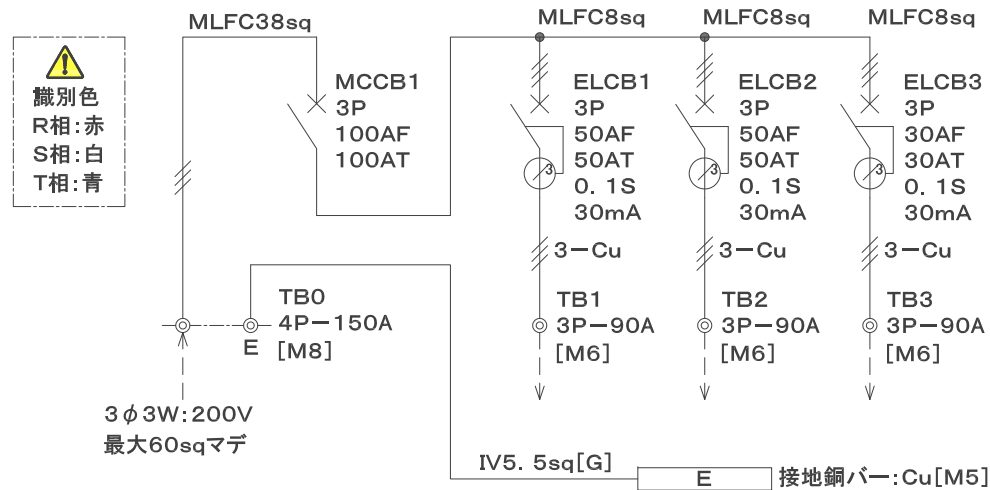 MLFC38sq
MLFC8sq
MLFC8sq
MLFC8sq
識別色
R相:赤
S相:白
T相:青
MCCB1
3P
100AF
100AT
ELCB1
3P
50AF
50AT
0.1S
30mA
ELCB2
3P
50AF
50AT
0.1S
30mA
ELCB3
3P
30AF
30AT
0.1S
30mA
3
3
3
3-Cu
3-Cu
3-Cu
TB0
4P-150A
[M8]
E
TB1
3P-90A
[M6]
TB2
3P-90A
[M6]
TB3
3P-90A
[M6]
3φ3W:200V
最大60sqマデ
IV5.5sq[G]
E
接地銅バー:Cu[M5]